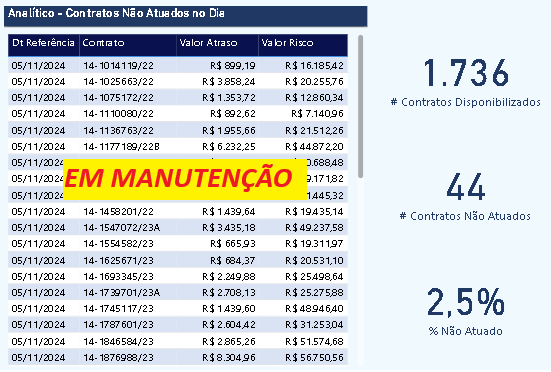 Analítico - Contratos Não Atuados no Dia
Dt Referência Contrato Valor Atraso Valor Risco
05/11/2024 14-1014119/22 R$ 899,19 R$ 16.185,42
05/11/2024 14-1025663/22 R$ 3.858,24 R$ 20.255,76
05/11/2024 14-1075172/22 R$ 1.353,72 R$ 12.860,34
05/11/2024 14-1110080/22 R$ 892,62 R$ 7.140,96
05/11/2024 14-1136763/22 R$ 1.955,66 R$ 21.512,26
05/11/2024 14-1177189/22B R$ 6.232,25 R$ 44.872,20
05/11/2024 0.688,48
05/11/2024 9.171,82
05/11/2024 1.445,32
EM MANUTENÇÃO
05/11/2024 14-1458201/22 R$ 1.439,64 R$ 19.435,14
05/11/2024 14-1547072/23A R$ 3.435,18 R$ 49.237,58
05/11/2024 14-1554582/23 R$ 665,93 R$ 19.311,97
05/11/2024 14-1625671/23 R$ 684,37 R$ 20.531,10
05/11/2024 14-1693345/23 R$ 2.249,88 R$ 25.498,64
05/11/2024 14-1739701/23A R$ 2.708,13 R$ 25.275,88
05/11/2024 14-1745117/23 R$ 1.439,60 R$ 48.946,40
05/11/2024 14-1787601/23 R$ 2.604,42 R$ 31.253,04
05/11/2024 14-1846584/23 R$ 2.865,26 R$ 51.574,68
05/11/2024 14-1876988/23 R$ 8.304,96 R$ 56.750,56
1.736
# Contratos Disponibilizados
44
# Contratos Não Atuados
2,5%
% Não Atuado